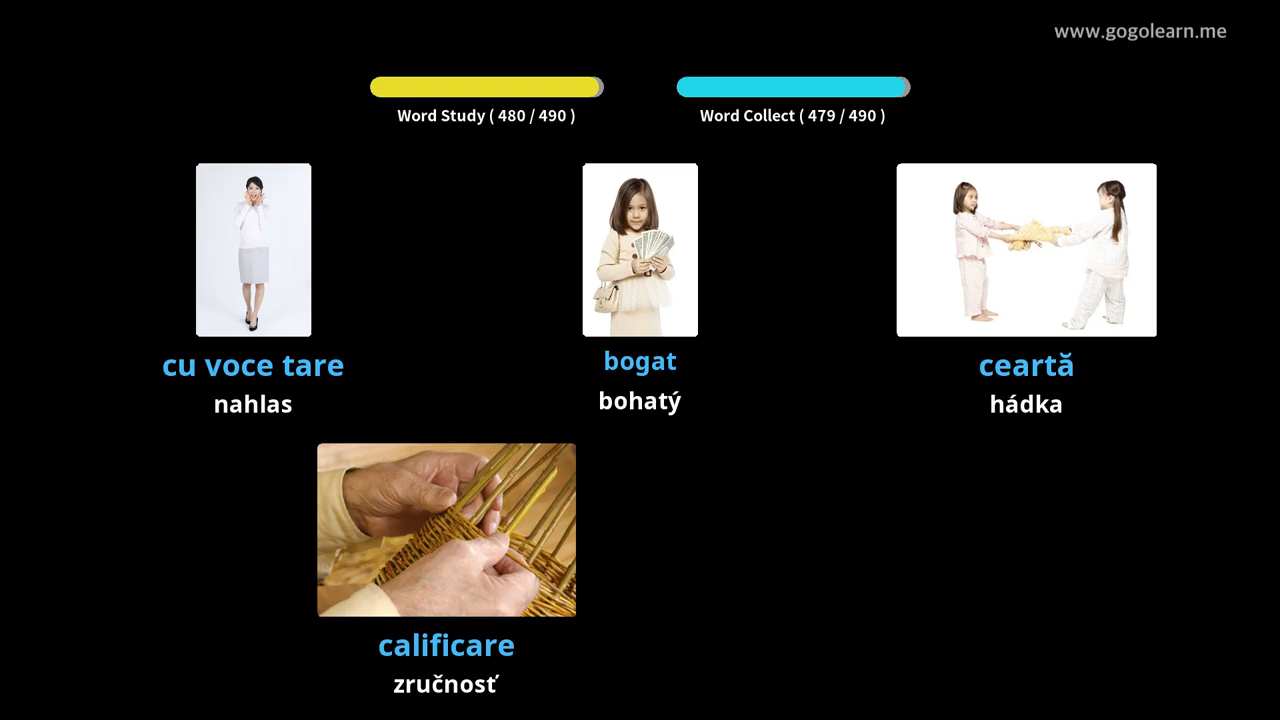 www.gogolearn.me
Word Study ( 480 / 490 )
Word Collect ( 479 / 490 )
cu voce tare
nahlas
bogat
bohatý
ceartă
hádka
calificare
zručnosť